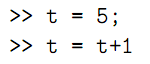 >> t = 5;
>> t = t+1